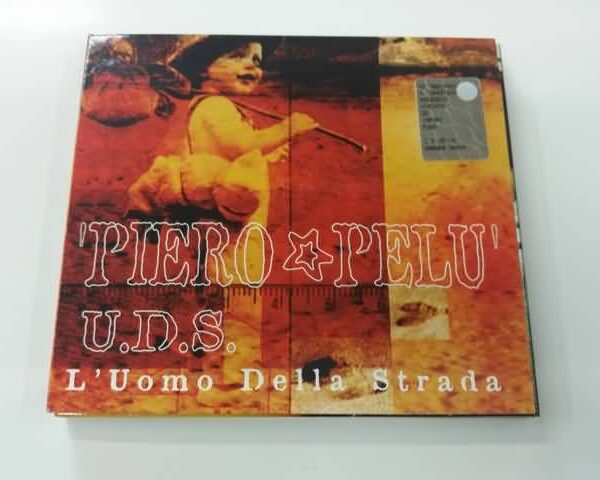 'PIERO ☆ PELU'
U.D.S.
L'Uomo Della Strada